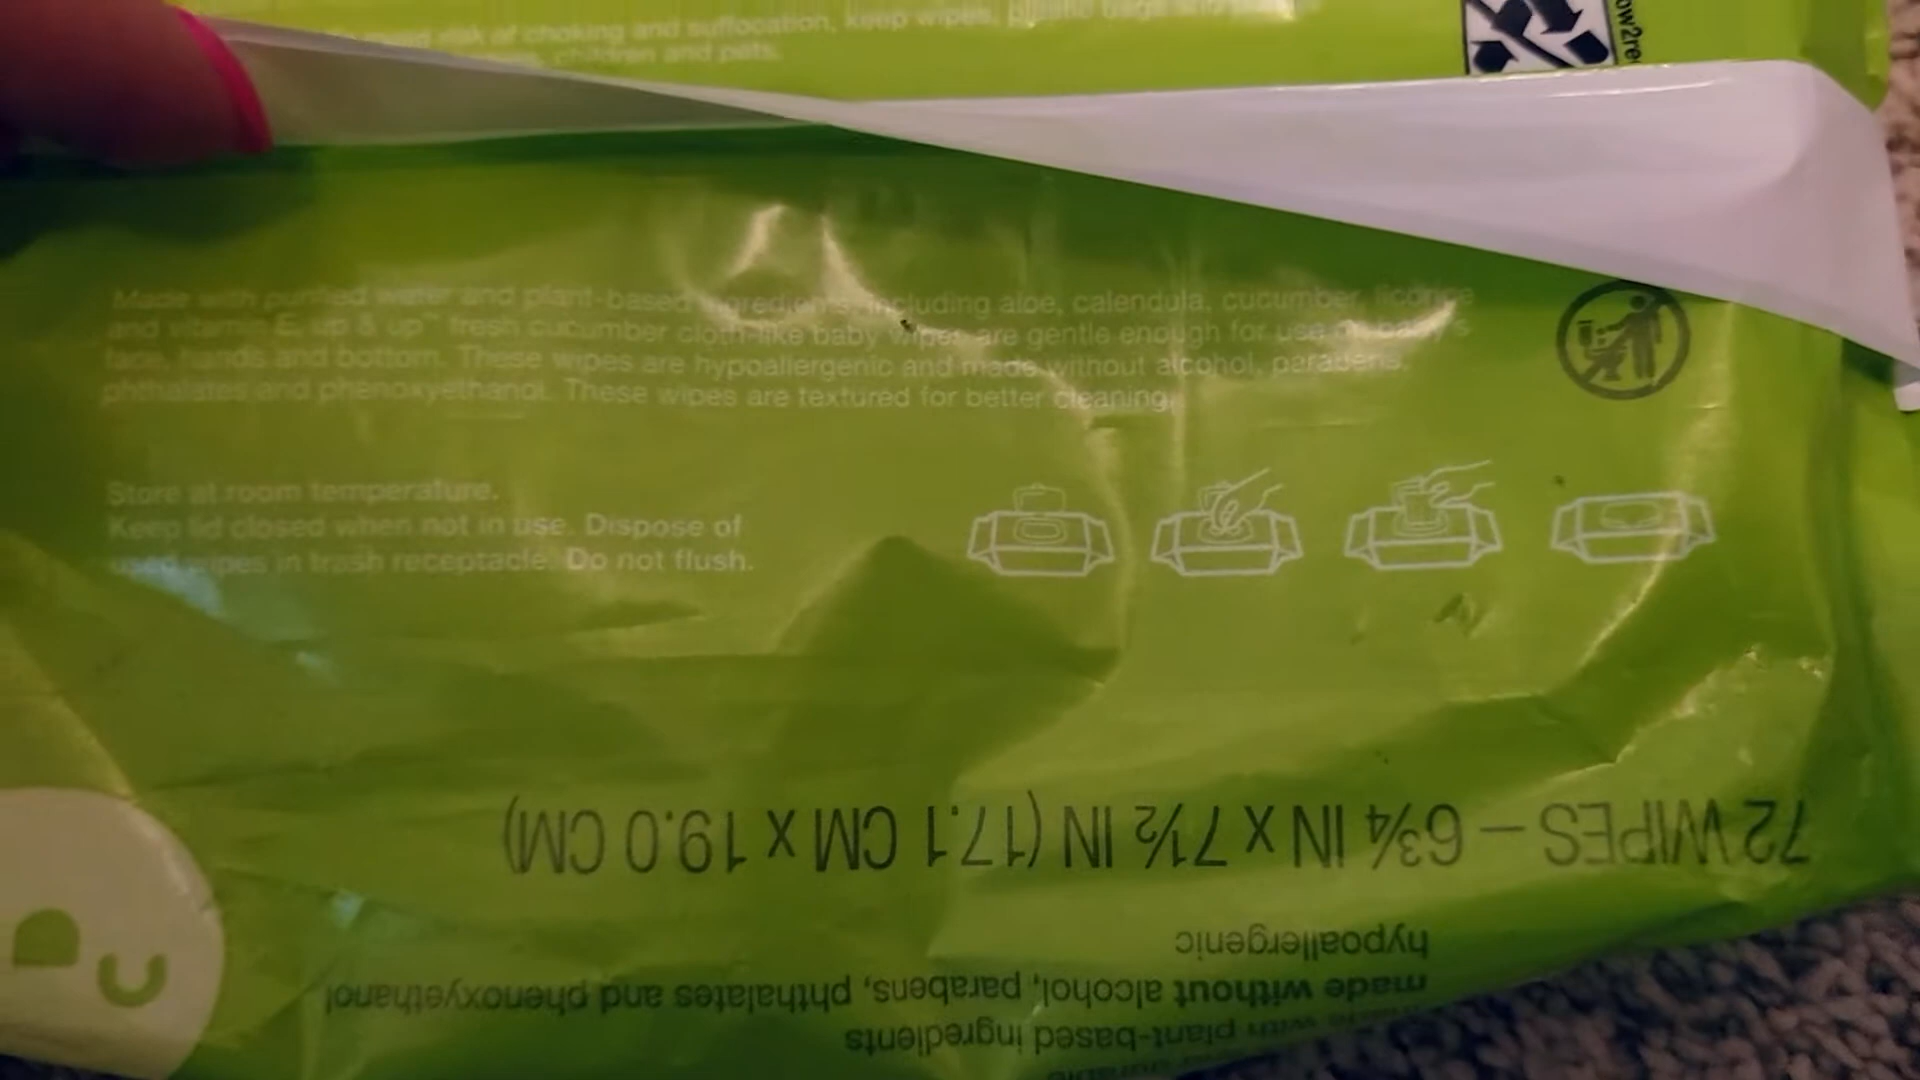 risk of choking and suffocation, keep wipes, plastic bags
children and pets.
ow2re
Made with purified water and plant-based ingredients including aloe, calendula, cucumber, licorice
and vitamin E, up & up™ fresh cucumber cloth-like baby wipes are gentle enough for use on baby's
face, hands and bottom. These wipes are hypoallergenic and made without alcohol, parabens,
phthalates and phenoxyethanol. These wipes are textured for better cleaning.
Store at room temperature.
Keep lid closed when not in use. Dispose of
used wipes in trash receptacle. Do not flush.
72 WIPES – 6¾ IN x 7½ IN (17.1 CM x 19.0 CM)
with plant-based ingredients
made without alcohol, parabens, phthalates and phenoxyethanol
hypoallergenic